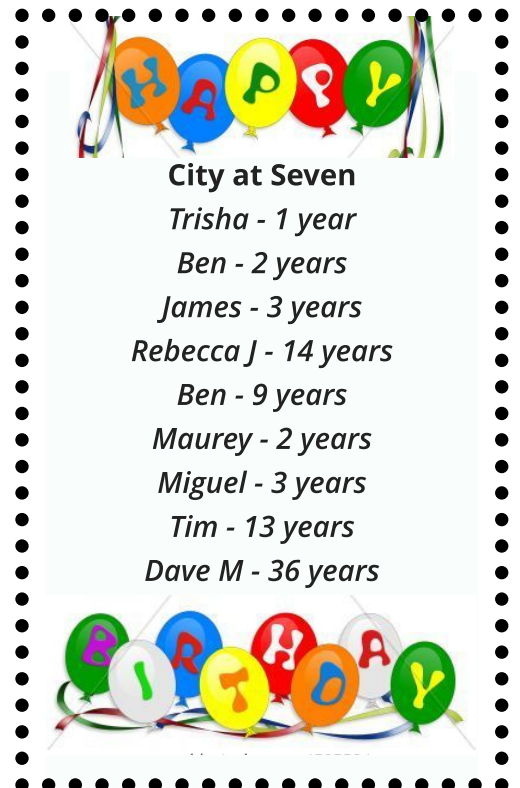 HAPPY
City at Seven
Trisha - 1 year
Ben - 2 years
James - 3 years
Rebecca J - 14 years
Ben - 9 years
Maurey - 2 years
Miguel - 3 years
Tim - 13 years
Dave M - 36 years
BIRTHDAY